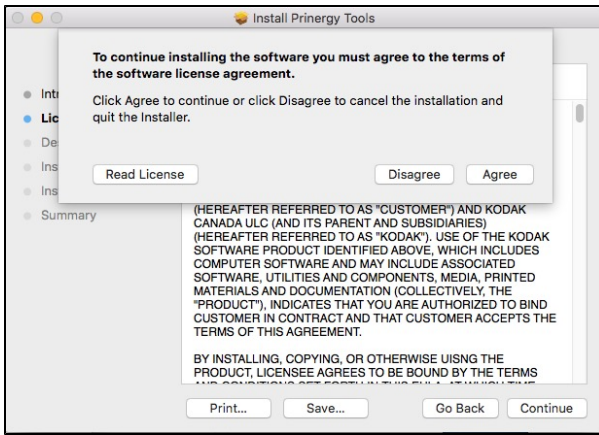 Install Prinergy Tools
To continue installing the software you must agree to the terms of
the software license agreement.
Click Agree to continue or click Disagree to cancel the installation and
quit the Installer.
Read License
Disagree
Agree
Summary
(HEREAFTER REFERRED TO AS "CUSTOMER") AND KODAK
CANADA ULC (AND ITS PARENT AND SUBSIDIARIES)
(HEREAFTER REFERRED TO AS "KODAK"). USE OF THE KODAK
SOFTWARE PRODUCT IDENTIFIED ABOVE, WHICH INCLUDES
COMPUTER SOFTWARE AND MAY INCLUDE ASSOCIATED
SOFTWARE, UTILITIES AND COMPONENTS, MEDIA, PRINTED
MATERIALS AND DOCUMENTATION (COLLECTIVELY, THE
"PRODUCT"), INDICATES THAT YOU ARE AUTHORIZED TO BIND
CUSTOMER IN CONTRACT AND THAT CUSTOMER ACCEPTS THE
TERMS OF THIS AGREEMENT.
BY INSTALLING, COPYING, OR OTHERWISE UISNG THE
PRODUCT, LICENSEE AGREES TO BE BOUND BY THE TERMS
Print...
Save...
Go Back
Continue